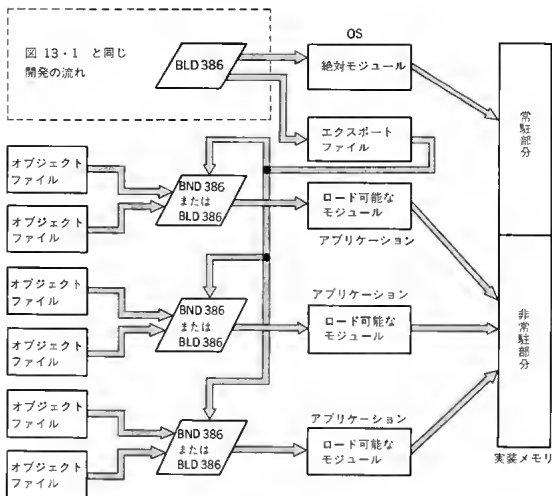 図 13・1 と同じ
開発の流れ
BLD 386
OS
絶対モジュール
エクスポート
ファイル
常駐部分
オブジェクト
ファイル
オブジェクト
ファイル
BND 386
または
BLD 386
ロード可能な
モジュール
アプリケーション
オブジェクト
ファイル
オブジェクト
ファイル
BND 386
または
BLD 386
アプリケーション
ロード可能な
モジュール
非常駐部分
オブジェクト
ファイル
オブジェクト
ファイル
BND 386
または
BLD 386
アプリケーション
ロード可能な
モジュール
実装メモリ